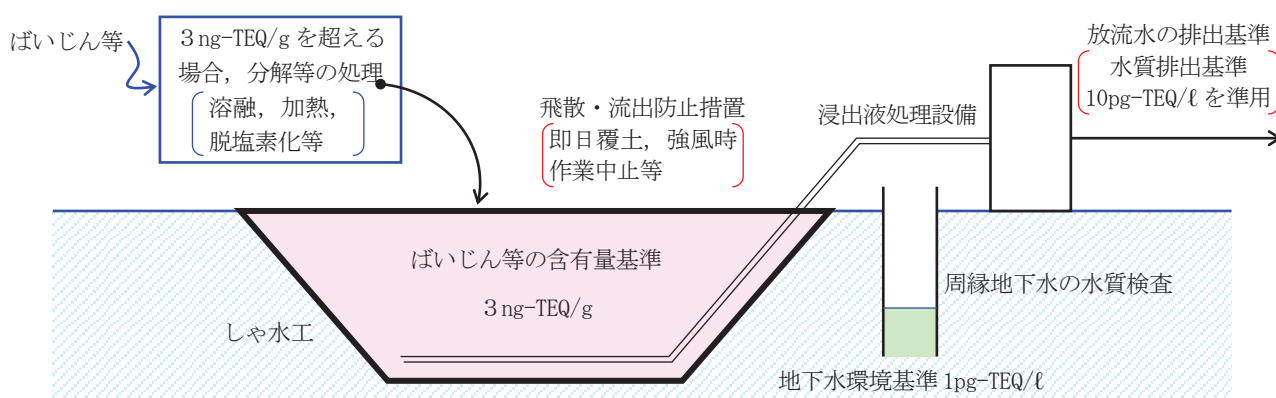 ばいじん等
3ng-TEQ/g を超える
場合，分解等の処理
溶融，加熱，
脱塩素化等
飛散・流出防止措置
即日覆土，強風時
作業中止等
浸出液処理設備
放流水の排出基準
水質排出基準
10pg-TEQ/ℓ を準用
ばいじん等の含有量基準
3ng-TEQ/g
しゃ水工
周縁地下水の水質検査
地下水環境基準 1pg-TEQ/ℓ